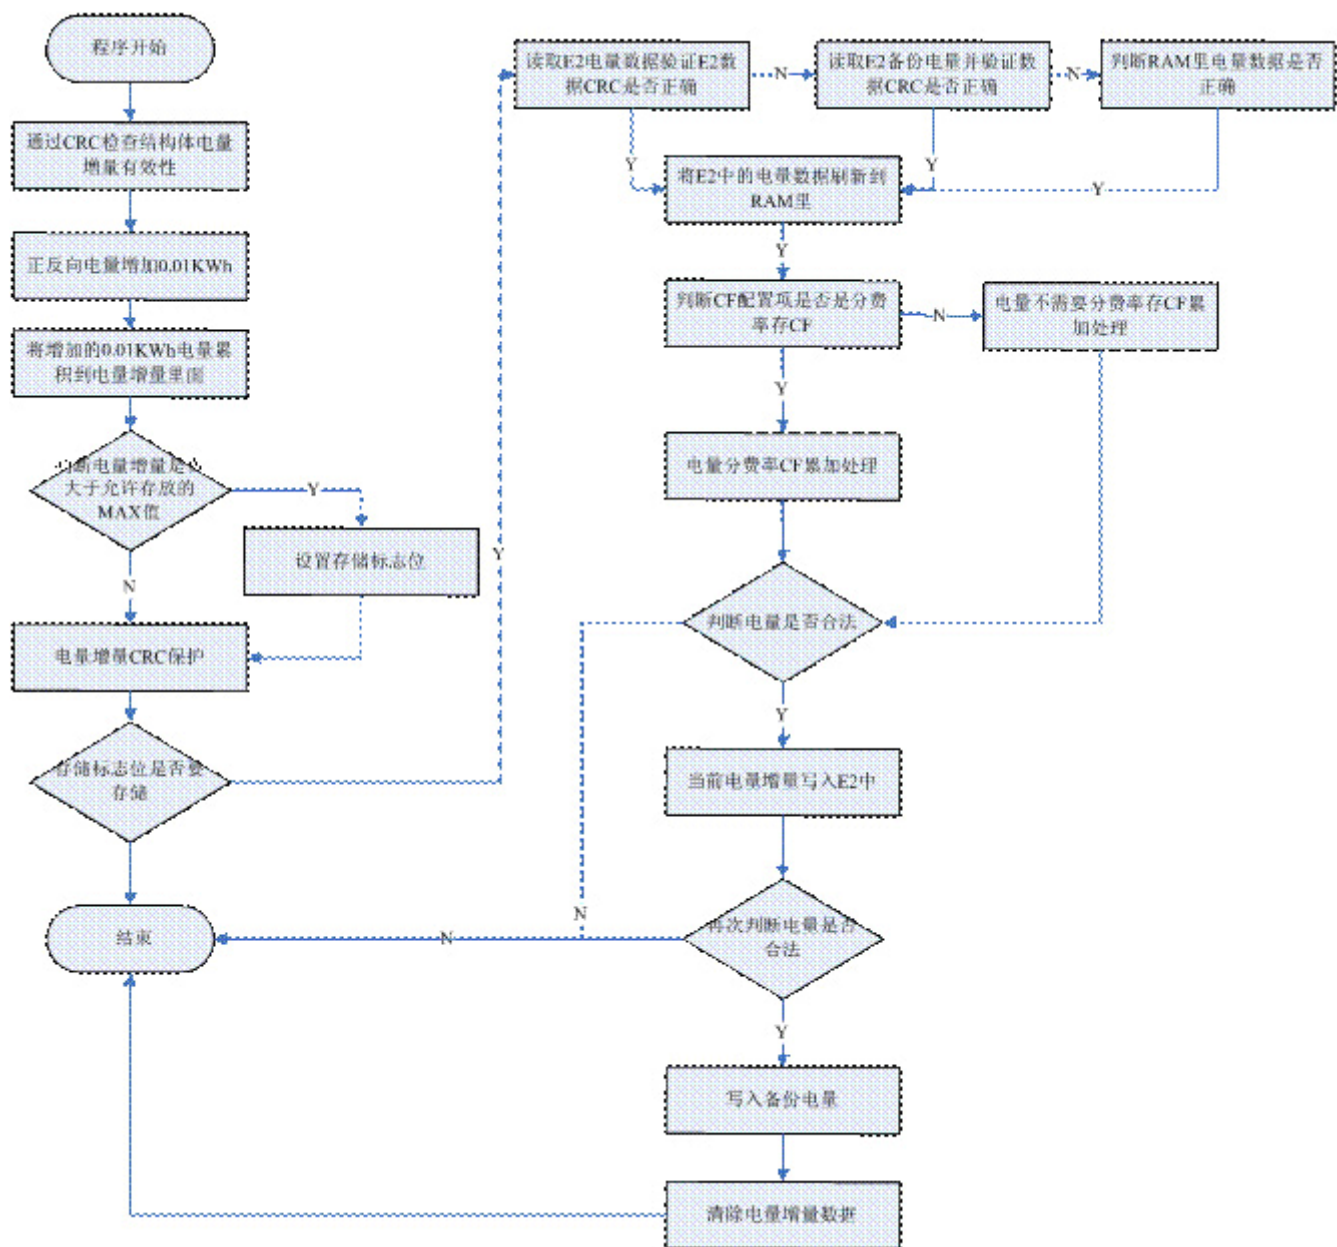 程序开始
通过CRC检查结构体电量
增量有效性
正反向电量增加0.01KWh
将增加的0.01KWh电量累
积到电量增量里面
判断电量增量是否
大于允许存放的
MAX值
Y
设置存储标志位
N
电量增量CRC保护
存储标志位是否要
存储
Y
结束
读取E2电量数据验证E2数
据CRC是否正确
N
读取E2备份电量并验证数
据CRC是否正确
N
判断RAM里电量数据是否
正确
Y
Y
Y
将E2中的电量数据刷新到
RAM里
Y
判断CF配置项是否是分费
率存CF
N
电量不需要分费率存CF累
加处理
Y
电量分费率CF累加处理
判断电量是否合法
Y
N
当前电量增量写入E2中
再次判断电量是否
合法
N
Y
写入备份电量
清除电量增量数据